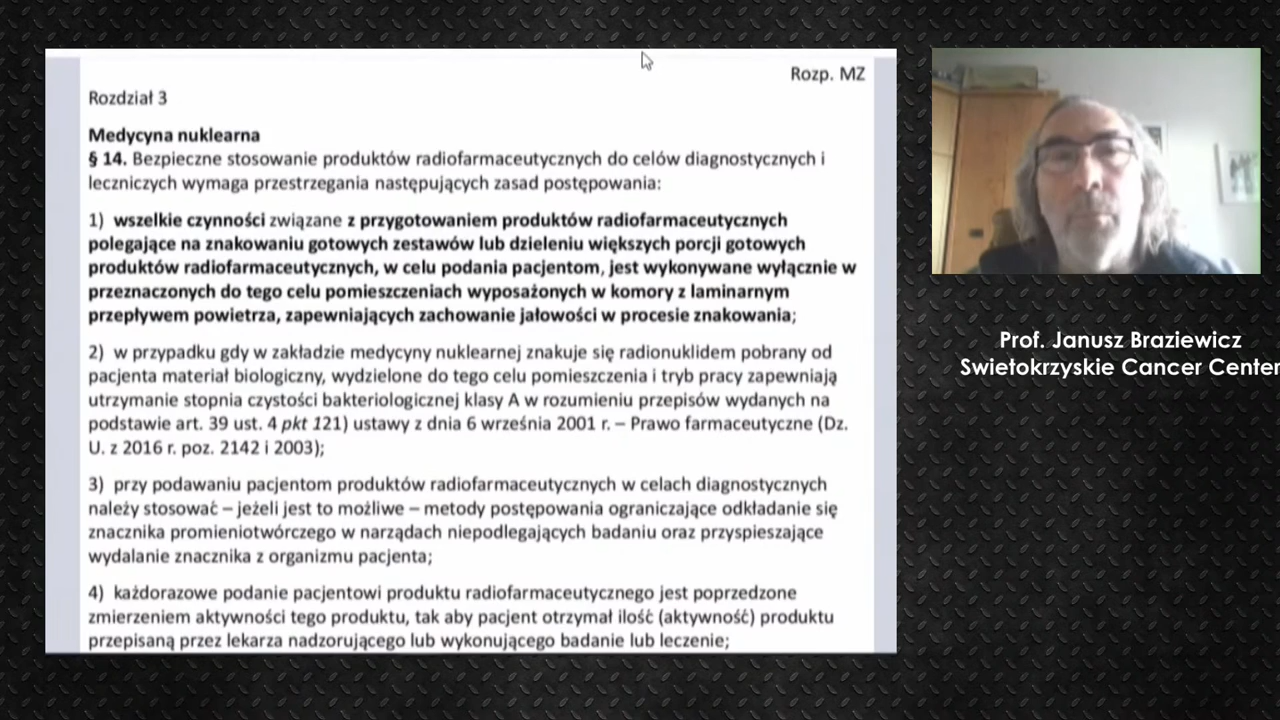 Rozp. MZ
Rozdział 3
Medycyna nuklearna
§ 14. Bezpieczne stosowanie produktów radiofarmaceutycznych do celów diagnostycznych i
leczniczych wymaga przestrzegania następujących zasad postępowania:
1) wszelkie czynności związane z przygotowaniem produktów radiofarmaceutycznych
polegające na znakowaniu gotowych zestawów lub dzieleniu większych porcji gotowych
produktów radiofarmaceutycznych, w celu podania pacjentom, jest wykonywane wyłącznie w
przeznaczonych do tego celu pomieszczeniach wyposażonych w komory z laminarnym
przepływem powietrza, zapewniających zachowanie jałowości w procesie znakowania;
2) w przypadku gdy w zakładzie medycyny nuklearnej znakuje się radionuklidem pobrany od
pacjenta materiał biologiczny, wydzielone do tego celu pomieszczenia i tryb pracy zapewniają
utrzymanie stopnia czystości bakteriologicznej klasy A w rozumieniu przepisów wydanych na
podstawie art. 39 ust. 4 pkt 121) ustawy z dnia 6 września 2001 r. – Prawo farmaceutyczne (Dz.
U. z 2016 r. poz. 2142 i 2003);
3) przy podawaniu pacjentom produktów radiofarmaceutycznych w celach diagnostycznych
należy stosować – jeżeli jest to możliwe – metody postępowania ograniczające odkładanie się
znacznika promieniotwórczego w narządach niepodlegających badaniu oraz przyspieszające
wydalanie znacznika z organizmu pacjenta;
4) każdorazowe podanie pacjentowi produktu radiofarmaceutycznego jest poprzedzone
zmierzeniem aktywności tego produktu, tak aby pacjent otrzymał ilość (aktywność) produktu
przepisaną przez lekarza nadzorującego lub wykonującego badanie lub leczenie;
Prof. Janusz Braziewicz
Swietokrzyskie Cancer Center